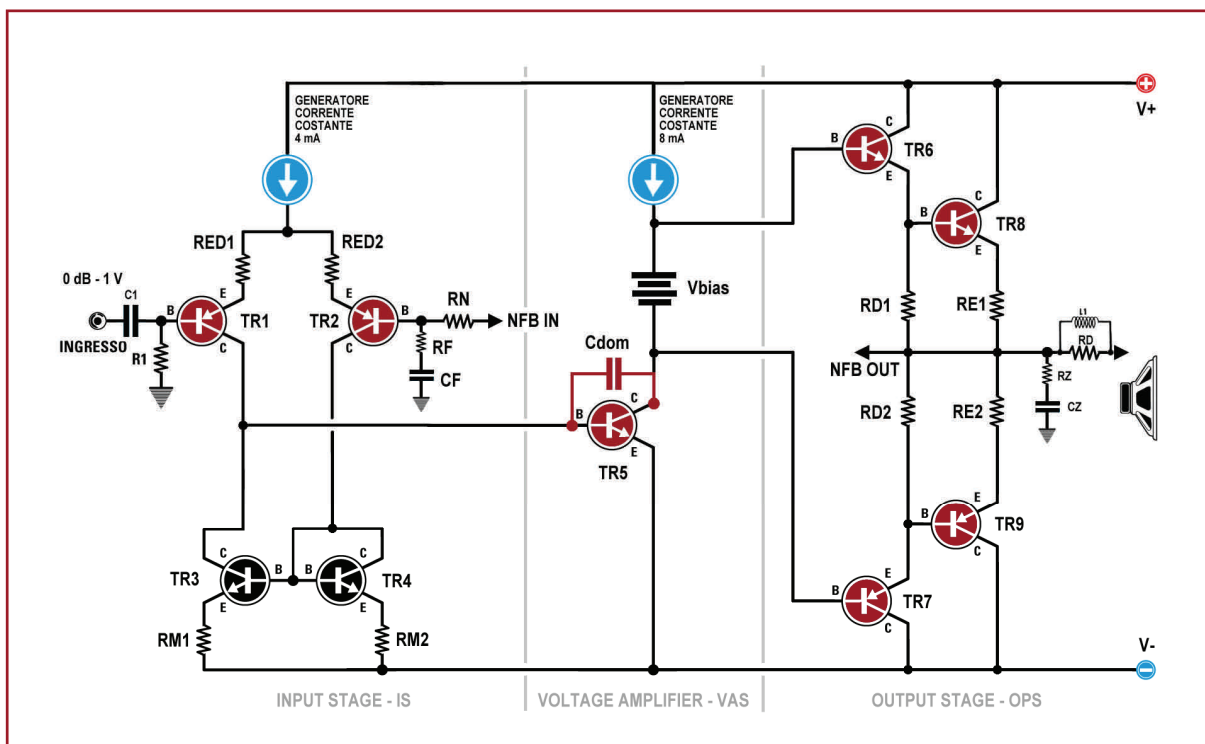 GENERATORE
CORRENTE
COSTANTE
4 mA
GENERATORE
CORRENTE
COSTANTE
8 mA
V+
C
B
TR6
E
RED1
RED2
C
B
TR8
E
0 dB - 1 V
C1
E
B
TR1
C
INGRESSO
R1
E
TR2
B
C
RN
NFB IN
RF
CF
Vbias
RD1
RE1
L1
RD
NFB OUT
RZ
CZ
Cdom
C
B
E
TR5
RD2
RE2
C
TR3
B
E
C
B
TR4
E
E
B
TR9
C
E
B
TR7
C
RM1
RM2
V-
INPUT STAGE - IS
VOLTAGE AMPLIFIER - VAS
OUTPUT STAGE - OPS